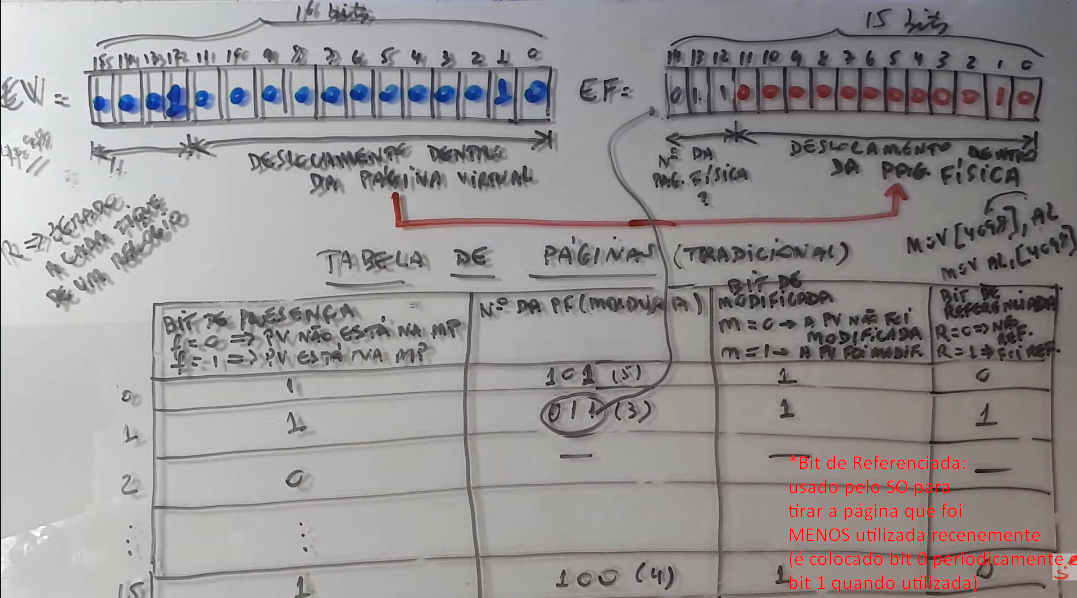 16 bits
15 bits
15 14 13 12 11 10 9 8 7 6 5 4 3 2 1 0
14 13 12 11 10 9 8 7 6 5 4 3 2 1 0
EV =
0 0 0 1 0 0 0 0 0 0 0 0 0 0 1 0
EF=
0 1 1 0 0 0 0 0 0 0 0 0 0 1 0
4098
DESLOCAMENTO DENTRO
DA PÁGINA VIRTUAL
Nº DA
PÁG. FÍSICA
?
DESLOCAMENTO DENTRO
DA PÁG FÍSICA
R => ZERADO
A CADA
DE UM RELÓGIO
MOV [4098], AL
MOV AL, [4098]
TABELA DE PÁGINAS (TRADICIONAL)
BIT DE PRESENÇA
P = 0 => PV NÃO ESTÁ NA MP
P = 1 => PV ESTÁ NA MP
Nº DA PF (MOLDURA)
BIT DE
MODIFICADA
M = 0 → A PV NÃO FOI
MODIFICADA
M = 1 → A PV FOI MODIF.
BIT DE
REFERENCIADA
R=0 => NÃO
REF.
R=1 => FOI REF.
0 1 101 (5) 1 0
1 1 011 (3) 1 1
2 0 — — —
⋮ ⋮
15 1 100 (4) 1 0
*Bit de Referenciada:
usado pelo SO para
tirar a página que foi
MENOS utilizada recenemente
(é colocado bit 0 periodicamente e
bit 1 quando utilizada)